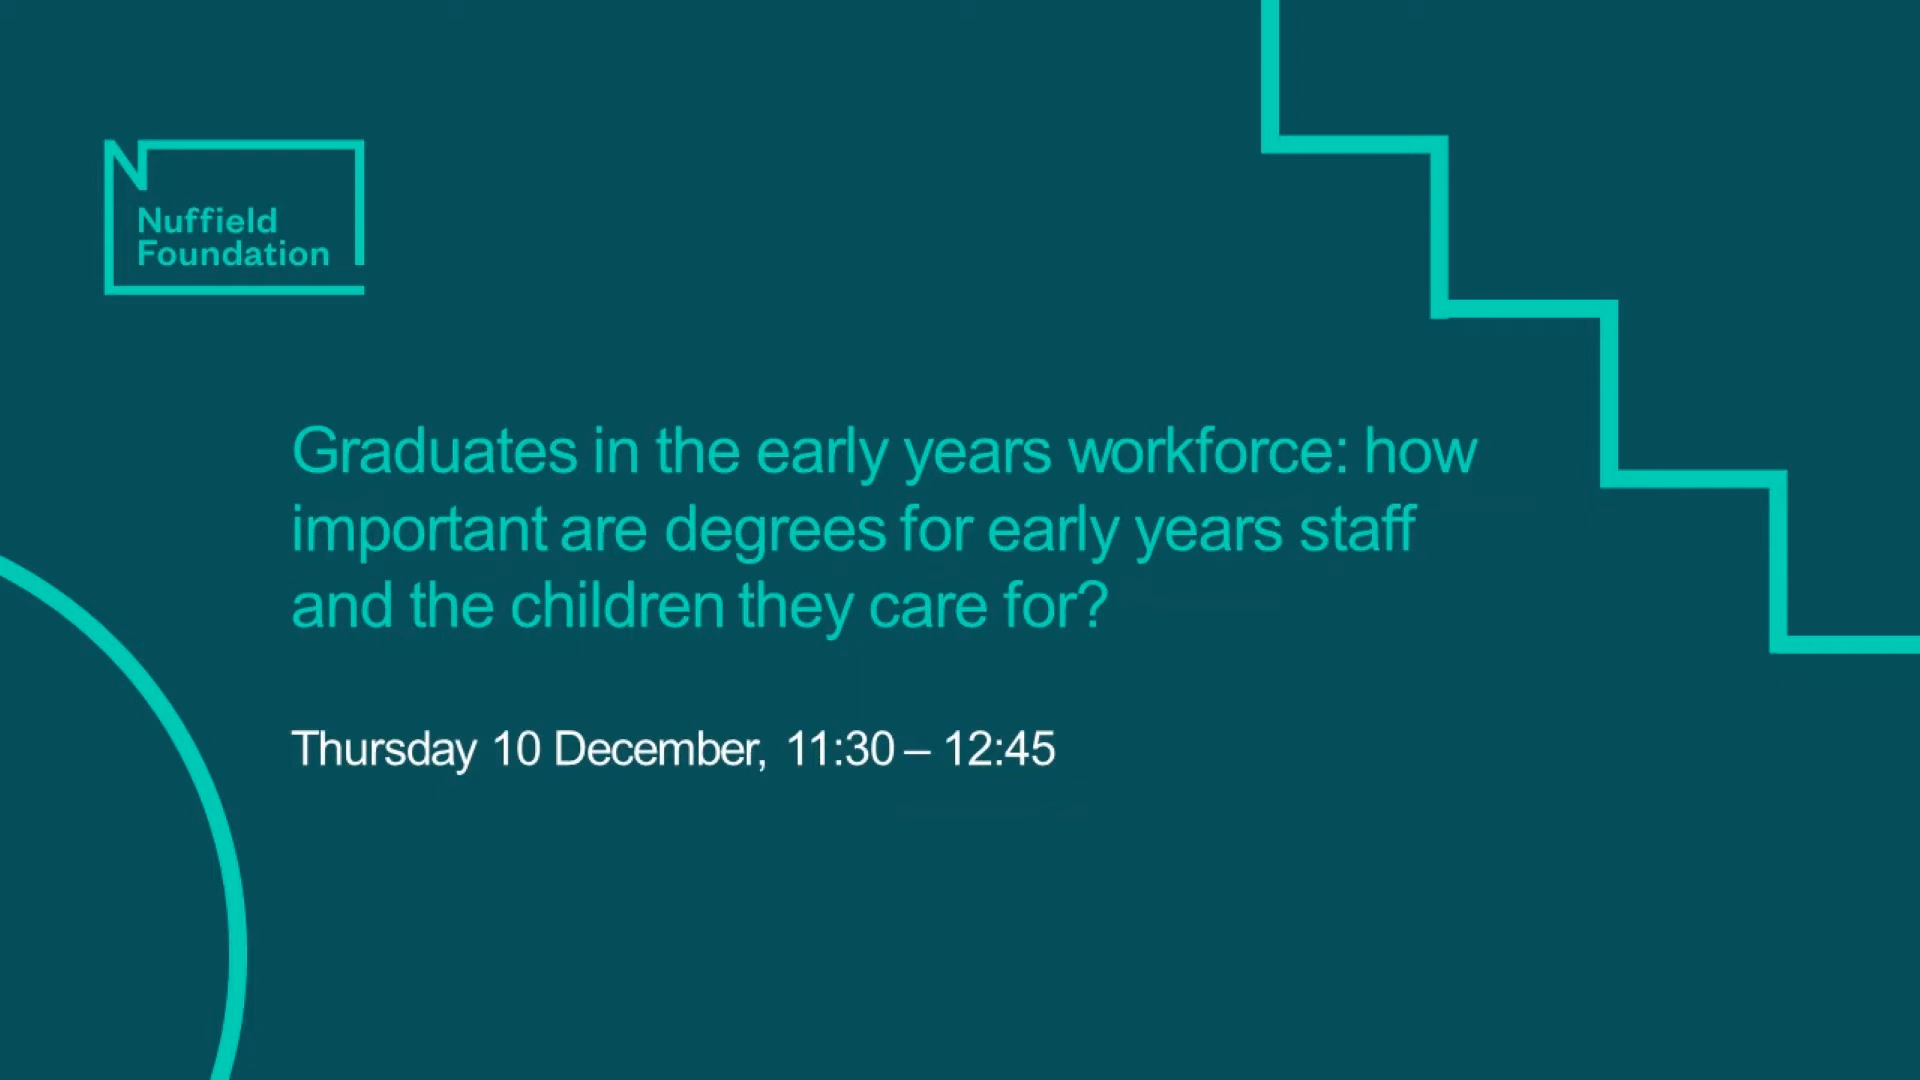 Nuffield
Foundation
Graduates in the early years workforce: how
important are degrees for early years staff
and the children they care for?
Thursday 10 December, 11:30 – 12:45